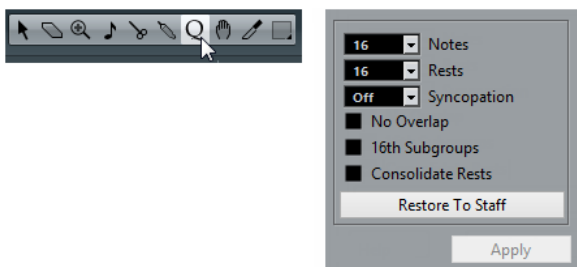 Q
16 Notes
16 Rests
Off Syncopation
No Overlap
16th Subgroups
Consolidate Rests
Restore To Staff
Apply